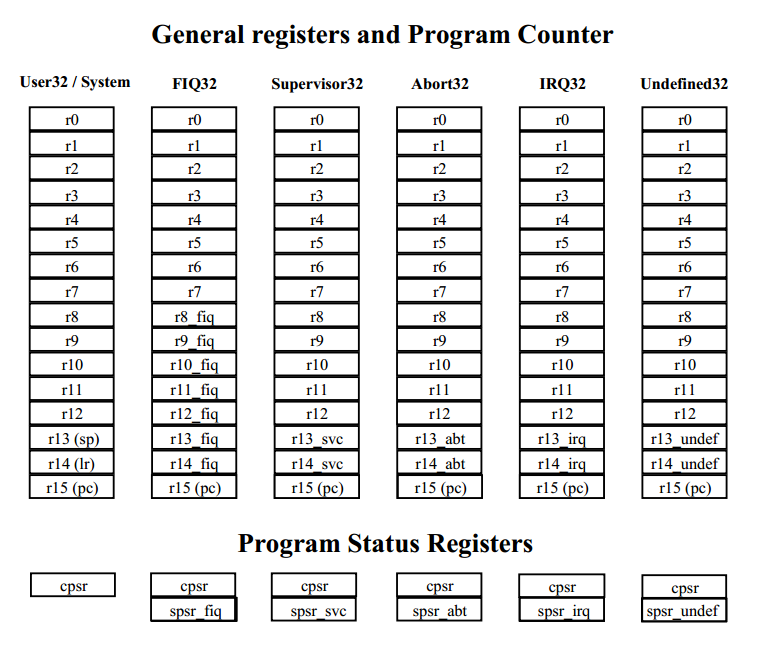 General registers and Program Counter
User32 / System FIQ32 Supervisor32 Abort32 IRQ32 Undefined32
r0 r0 r0 r0 r0 r0
r1 r1 r1 r1 r1 r1
r2 r2 r2 r2 r2 r2
r3 r3 r3 r3 r3 r3
r4 r4 r4 r4 r4 r4
r5 r5 r5 r5 r5 r5
r6 r6 r6 r6 r6 r6
r7 r7 r7 r7 r7 r7
r8 r8_fiq r8 r8 r8 r8
r9 r9_fiq r9 r9 r9 r9
r10 r10_fiq r10 r10 r10 r10
r11 r11_fiq r11 r11 r11 r11
r12 r12_fiq r12 r12 r12 r12
r13 (sp) r13_fiq r13_svc r13_abt r13_irq r13_undef
r14 (lr) r14_fiq r14_svc r14_abt r14_irq r14_undef
r15 (pc) r15 (pc) r15 (pc) r15 (pc) r15 (pc) r15 (pc)
Program Status Registers
cpsr cpsr cpsr cpsr cpsr cpsr
spsr_fiq spsr_svc spsr_abt spsr_irq spsr_undef